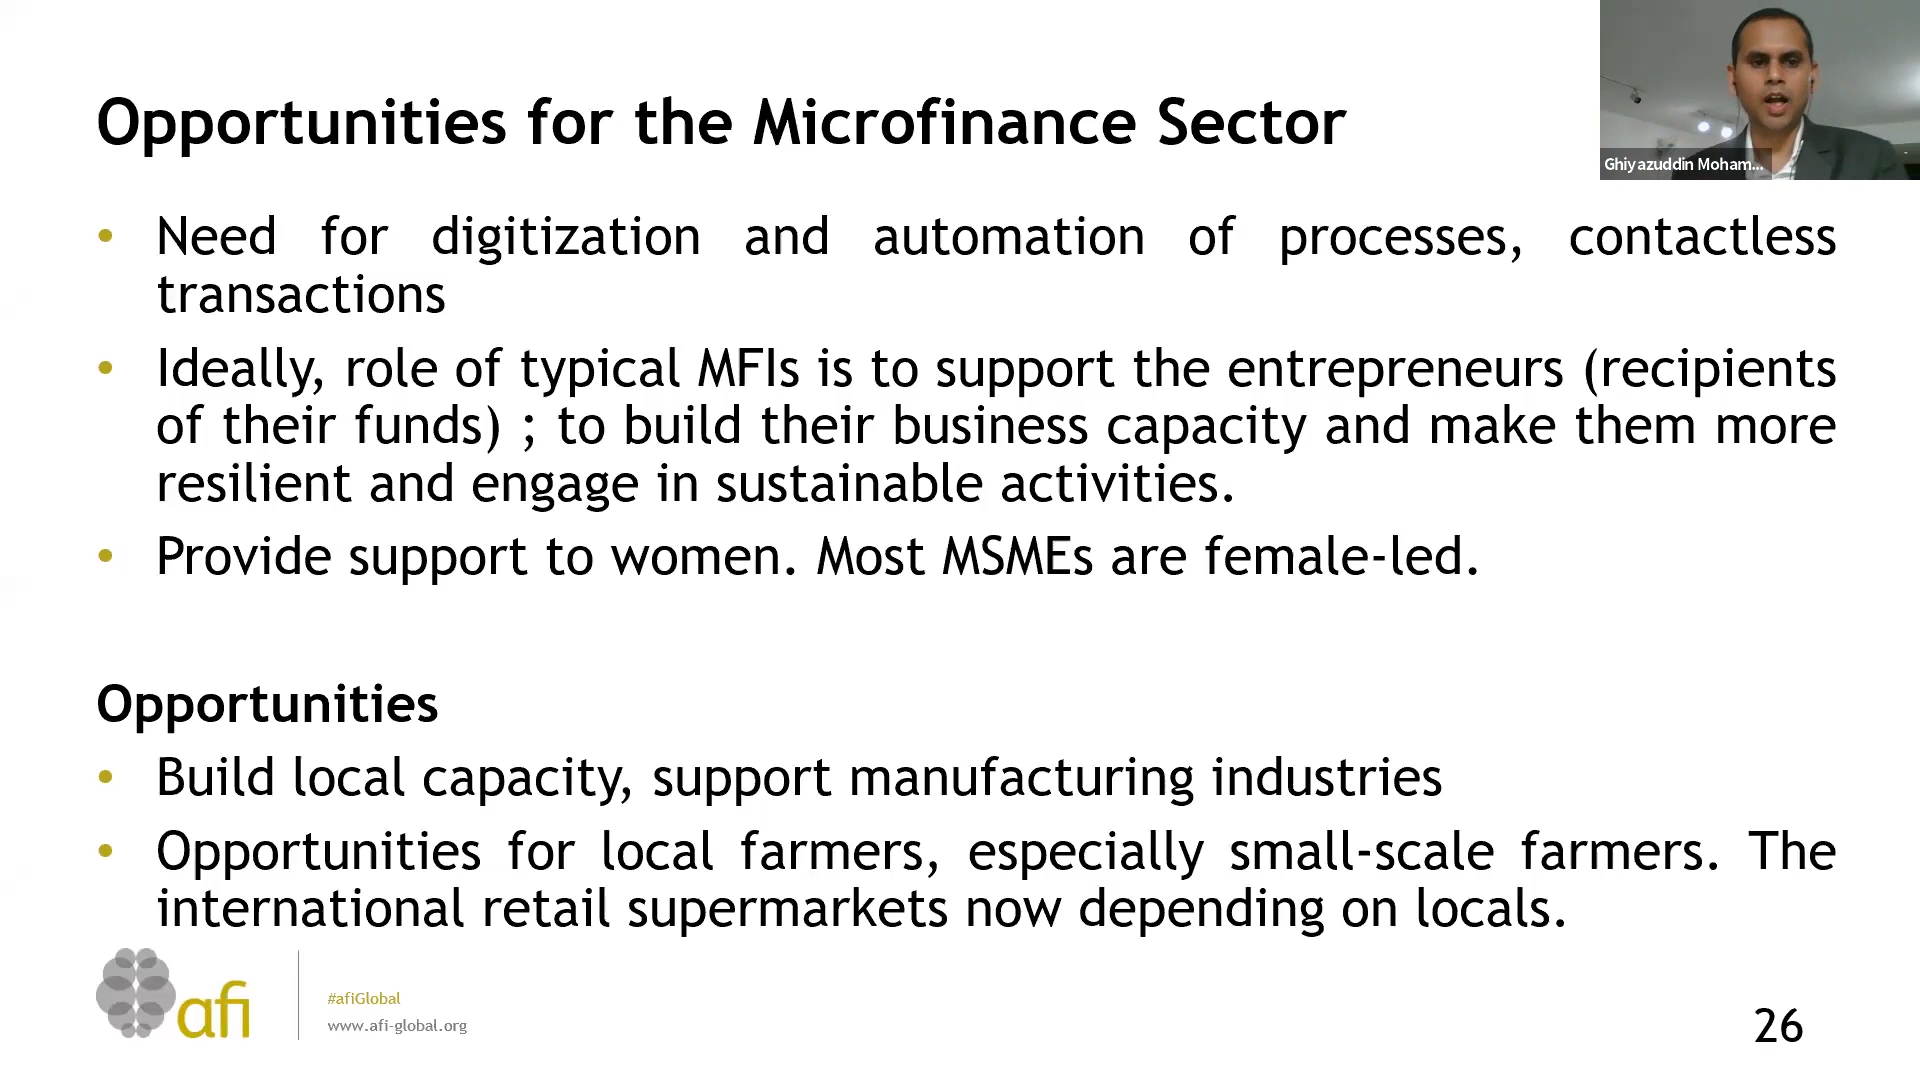 Opportunities for the Microfinance Sector
Ghiyazuddin Moham...
• Need for digitization and automation of processes, contactless
transactions
• Ideally, role of typical MFIs is to support the entrepreneurs (recipients
of their funds) ; to build their business capacity and make them more
resilient and engage in sustainable activities.
• Provide support to women. Most MSMEs are female-led.
Opportunities
• Build local capacity, support manufacturing industries
• Opportunities for local farmers, especially small-scale farmers. The
international retail supermarkets now depending on locals.
afi
#afiGlobal
www.afi-global.org
26